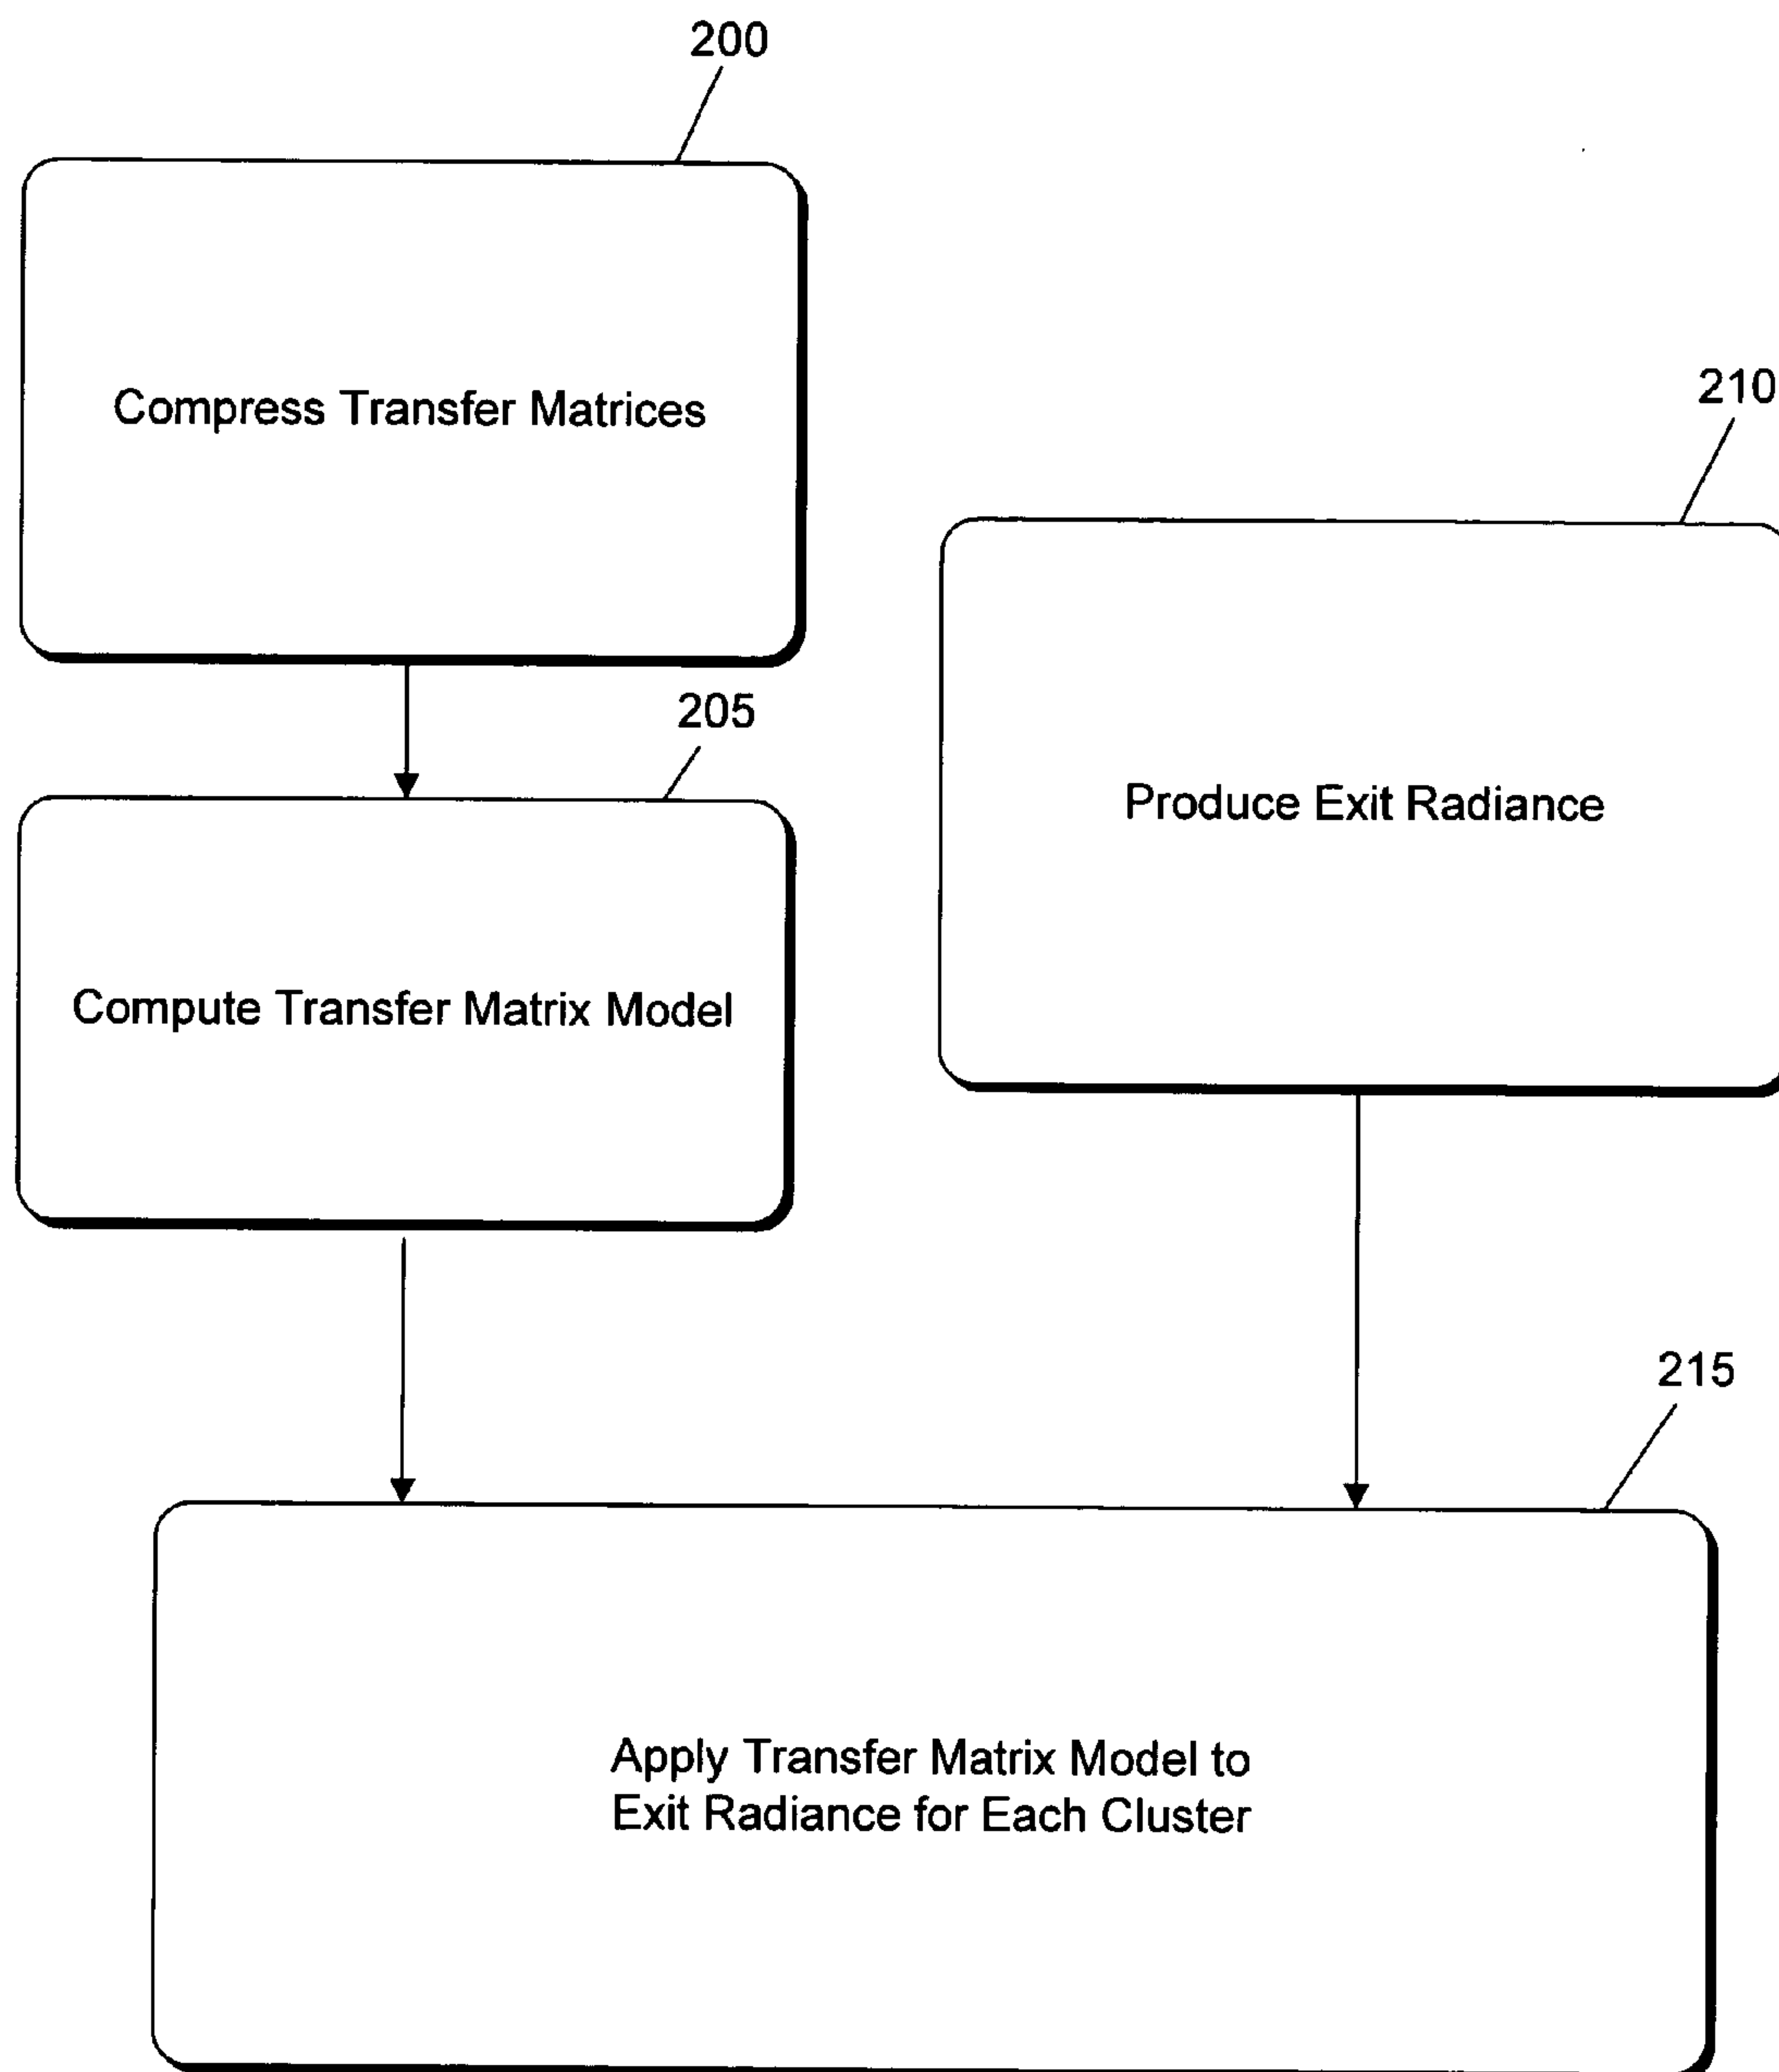 200
Compress Transfer Matrices
210
205
Produce Exit Radiance
Compute Transfer Matrix Model
215
Apply Transfer Matrix Model to
Exit Radiance for Each Cluster